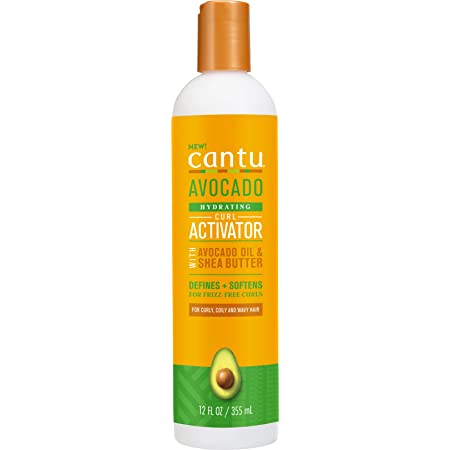 NEW!
cantu
AVOCADO
HYDRATING
CURL
ACTIVATOR
WITH AVOCADO OIL &
SHEA BUTTER
DEFINES + SOFTENS
FOR FRIZZ-FREE CURLS
FOR CURLY, COILY AND WAVY HAIR
12 FL OZ / 355 mL